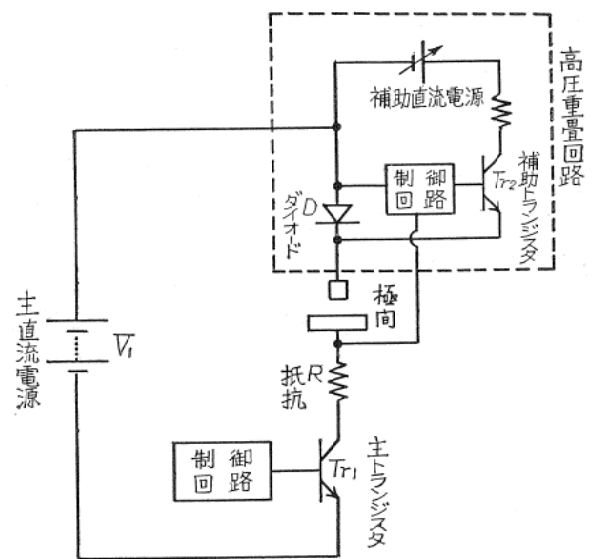 高圧重畳回路
補助直流電源
制御
回路
Tr2
補助トランジスタ
ダイオード
D
極間
主直流電源
V1
抵抗
R
制御
回路
Tr1
主トランジスタ